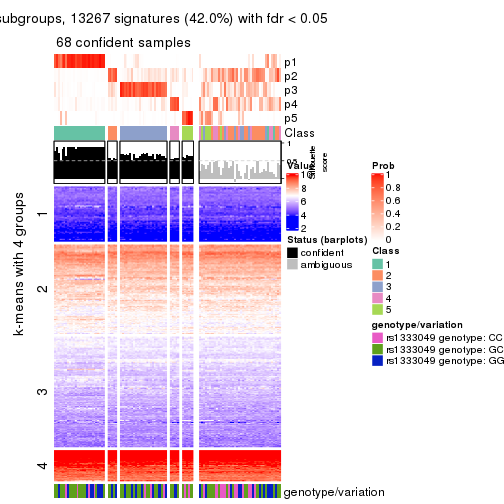 subgroups, 13267 signatures (42.0%) with fdr < 0.05
68 confident samples
p1
p2
p3
p4
p5
Class
1
0.5
Silhouette
score
k-means with 4 groups
1
2
3
4
genotype/variation
Value
10
8
6
4
2
Status (barplots)
confident
ambiguous
Prob
1
0.8
0.6
0.4
0.2
0
Class
1
2
3
4
5
genotype/variation
rs1333049 genotype: CC
rs1333049 genotype: GC
rs1333049 genotype: GG